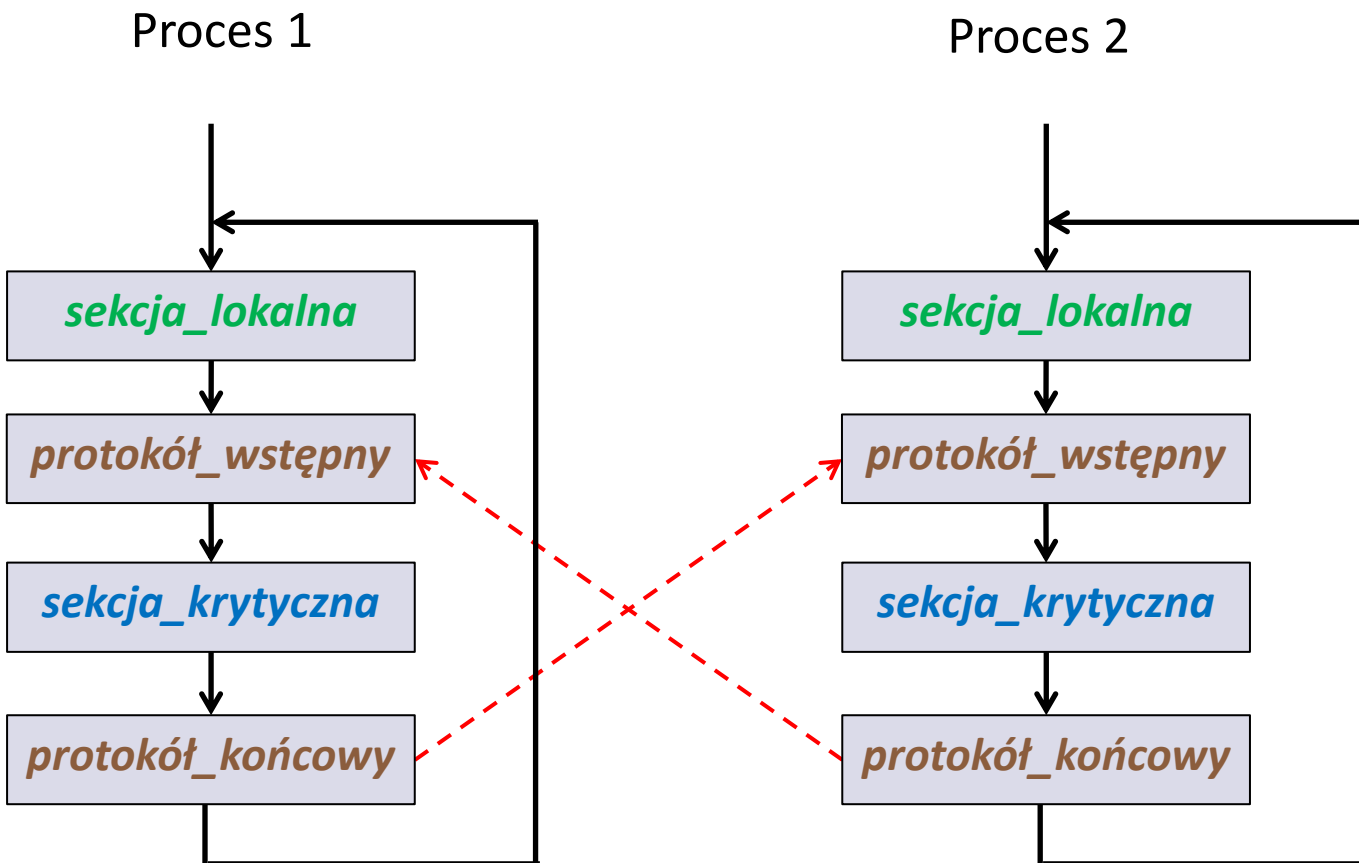 Proces 1
Proces 2
sekcja_lokalna
sekcja_lokalna
protokół_wstępny
protokół_wstępny
sekcja_krytyczna
sekcja_krytyczna
protokół_końcowy
protokół_końcowy